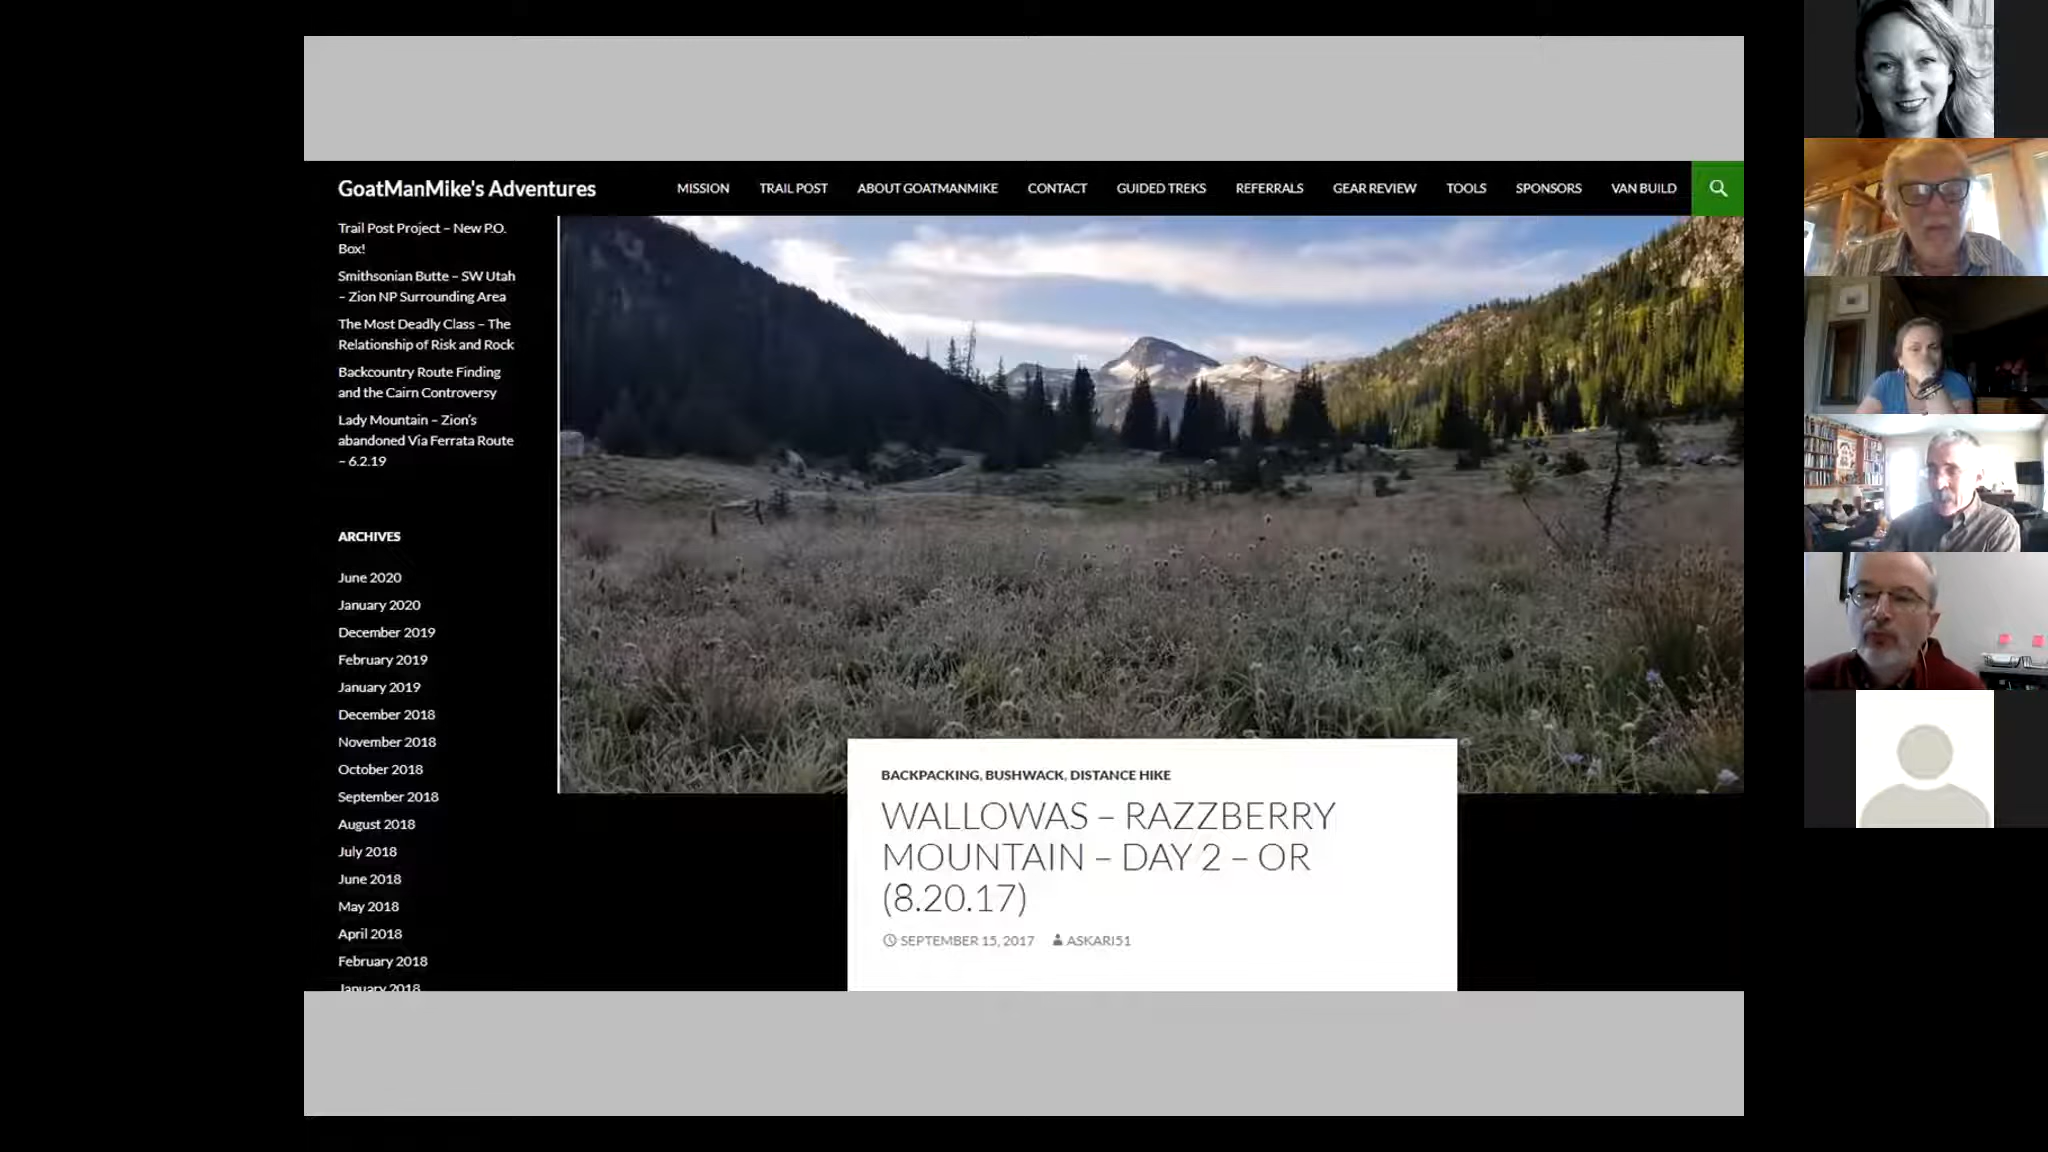 GoatManMike's Adventures
MISSION TRAIL POST ABOUT GOATMANMIKE CONTACT GUIDED TREKS REFERRALS GEAR REVIEW TOOLS SPONSORS VAN BUILD
Trail Post Project – New P.O.
Box!
Smithsonian Butte – SW Utah
– Zion NP Surrounding Area
The Most Deadly Class – The
Relationship of Risk and Rock
Backcountry Route Finding
and the Cairn Controversy
Lady Mountain – Zion's
abandoned Via Ferrata Route
– 6.2.19
ARCHIVES
June 2020
January 2020
December 2019
February 2019
January 2019
December 2018
November 2018
October 2018
September 2018
August 2018
July 2018
June 2018
May 2018
April 2018
February 2018
January 2018
BACKPACKING, BUSHWACK, DISTANCE HIKE
WALLOWAS – RAZZBERRY
MOUNTAIN – DAY 2 – OR
(8.20.17)
SEPTEMBER 15, 2017 ASKARI51